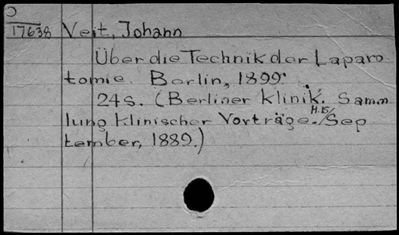 17638 Veit, Johann
Über die Technik der Laparo
tomie. Berlin, 1899.
24s. (Berliner Klinik. Samm
lung klinischer Vorträge. H.15/Sep
tember, 1889.)